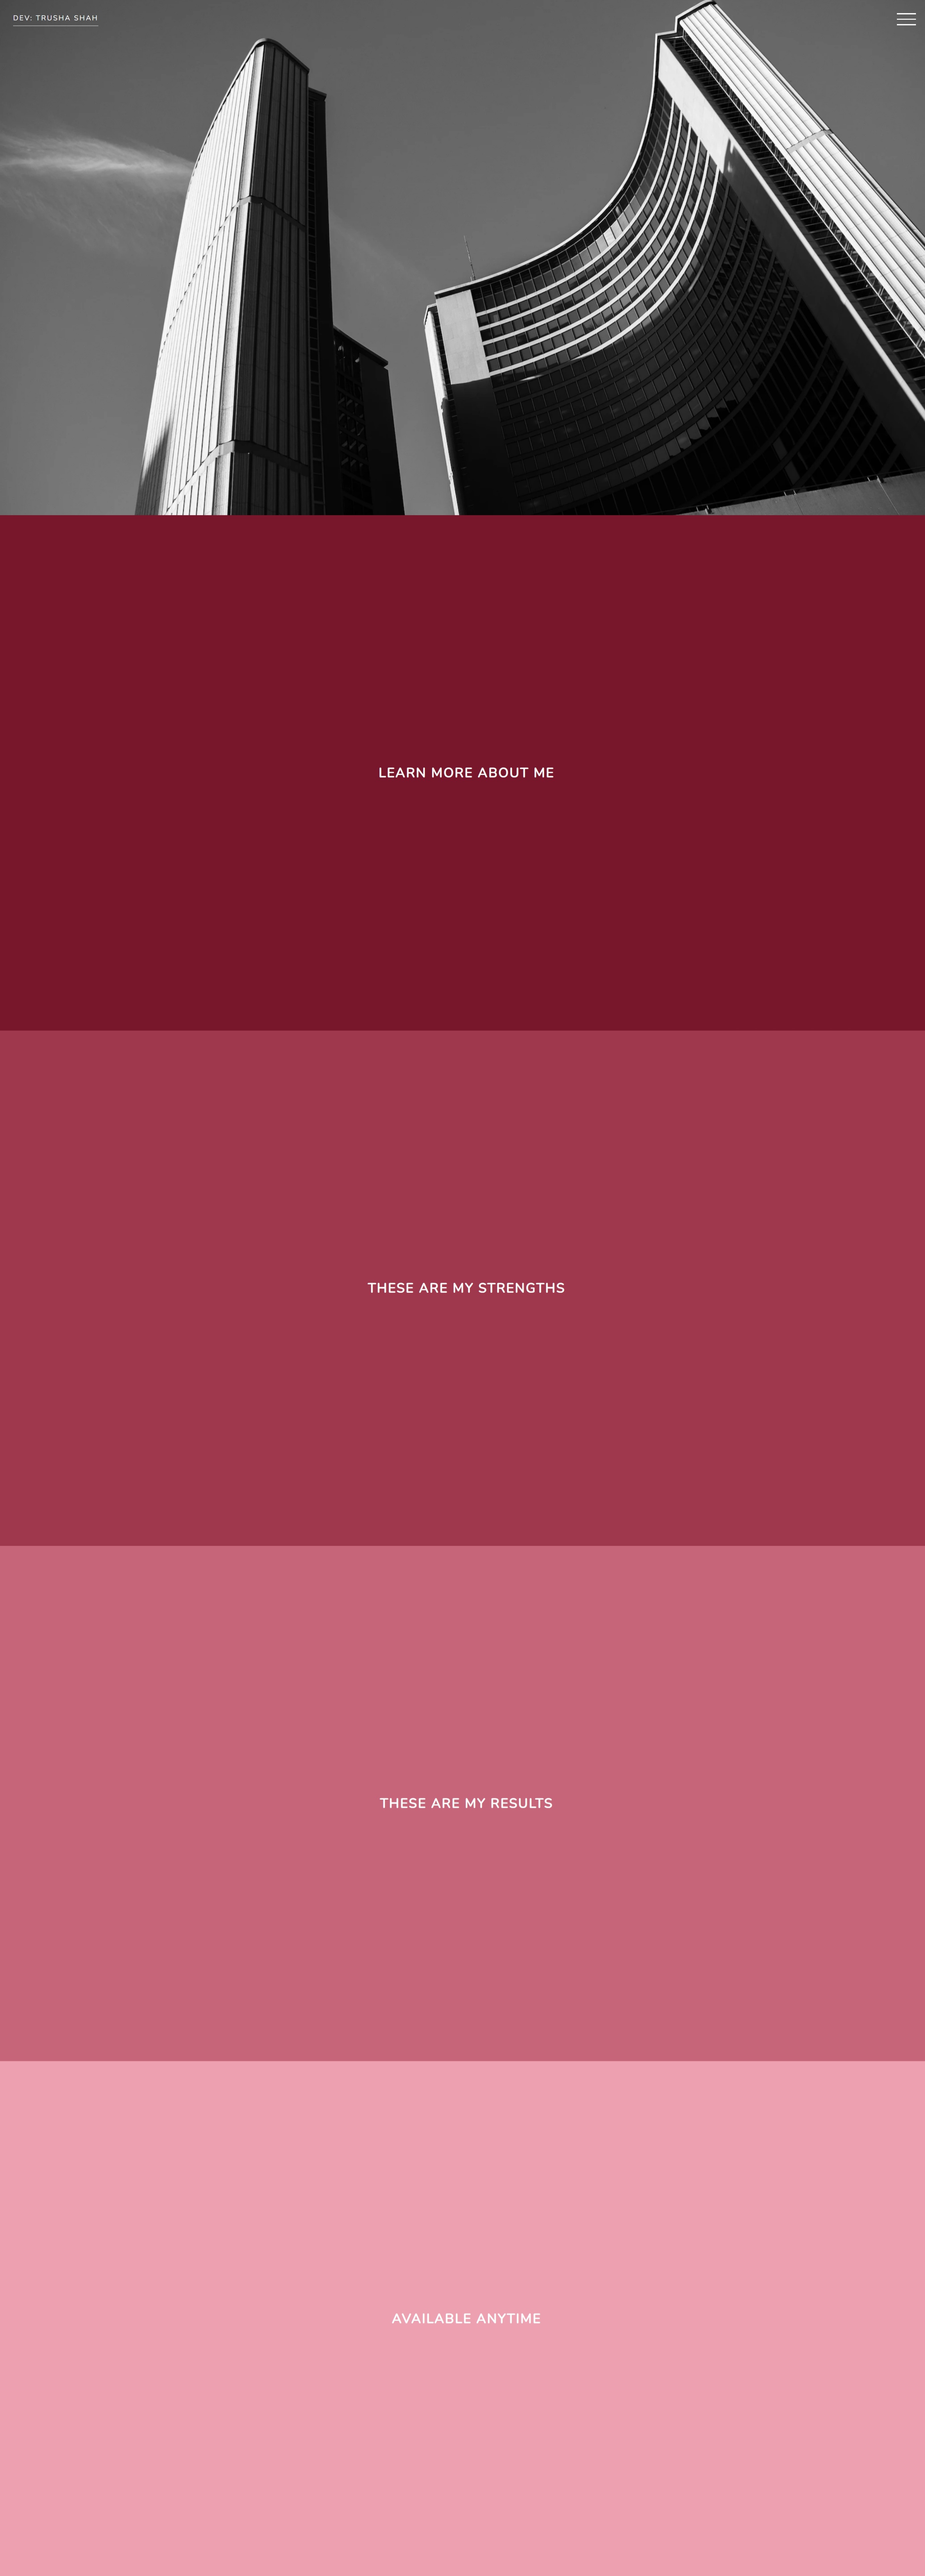 DEV: TRUSHA SHAH
LEARN MORE ABOUT ME
THESE ARE MY STRENGTHS
THESE ARE MY RESULTS
AVAILABLE ANYTIME